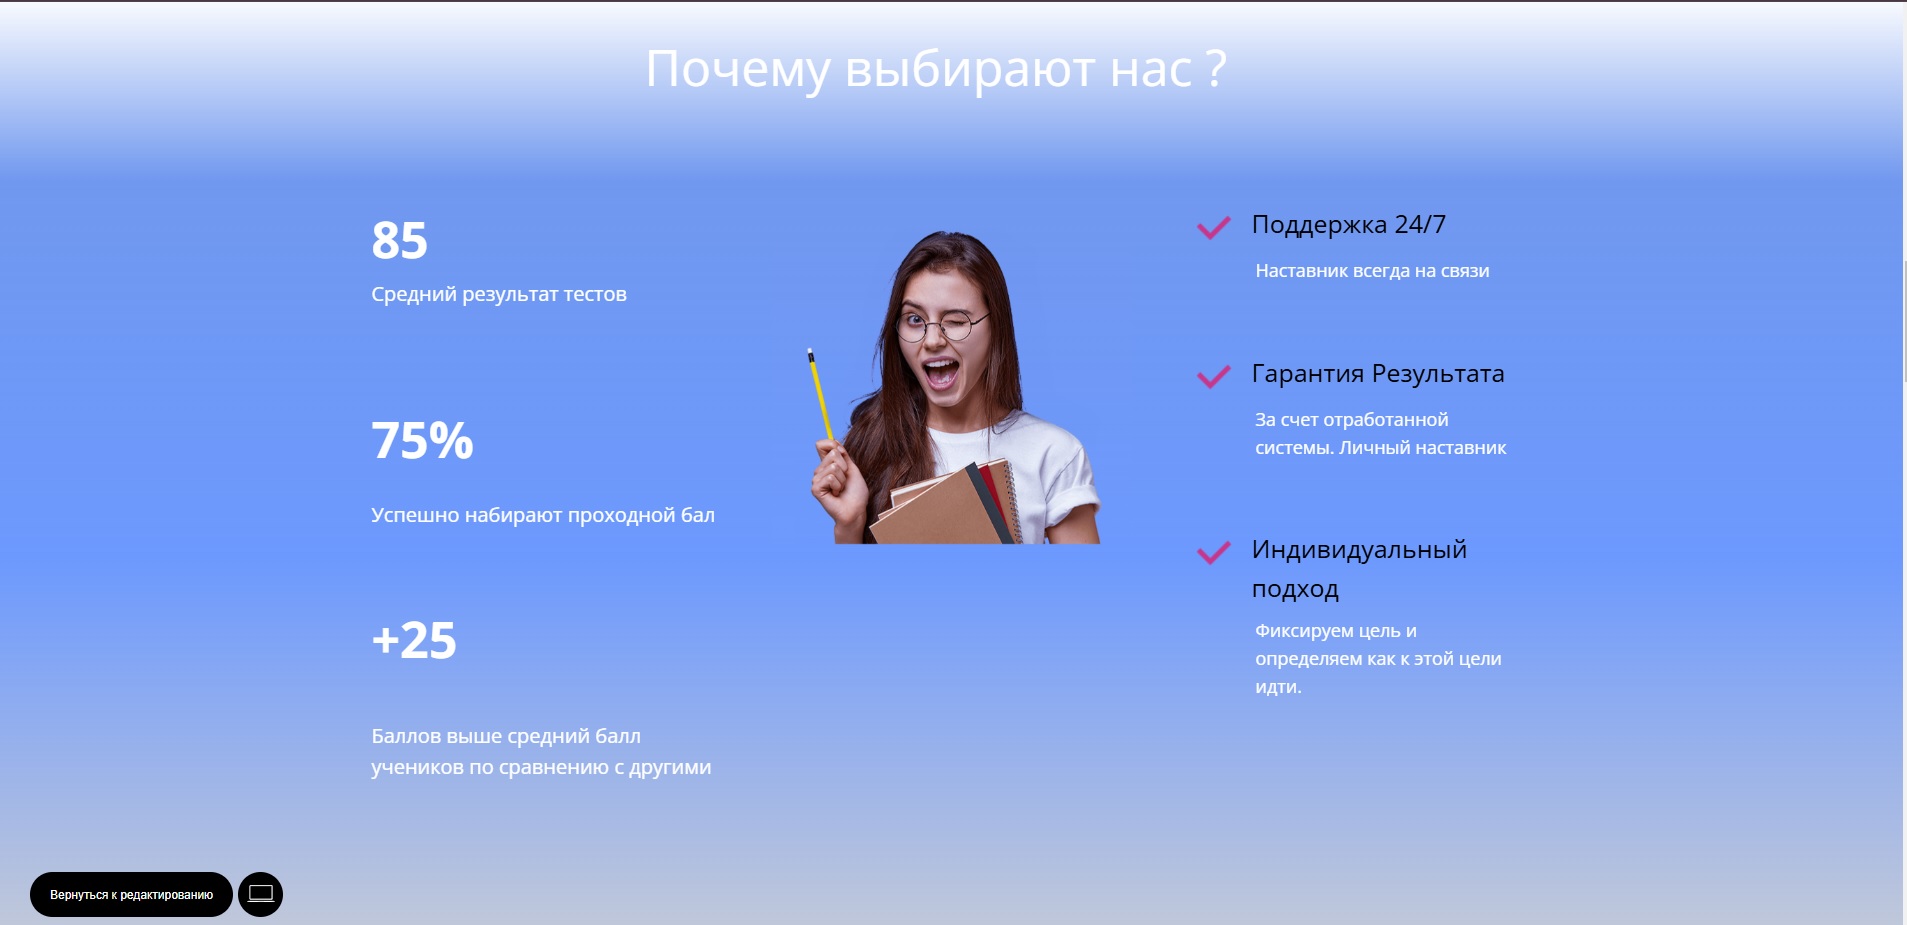 Почему выбирают нас ?
85
Средний результат тестов
75%
Успешно набирают проходной бал
+25
Баллов выше средний балл
учеников по сравнению с другими
Поддержка 24/7
Наставник всегда на связи
Гарантия Результата
За счет отработанной
системы. Личный наставник
Индивидуальный
подход
Фиксируем цель и
определяем как к этой цели
идти.
Вернуться к редактированию